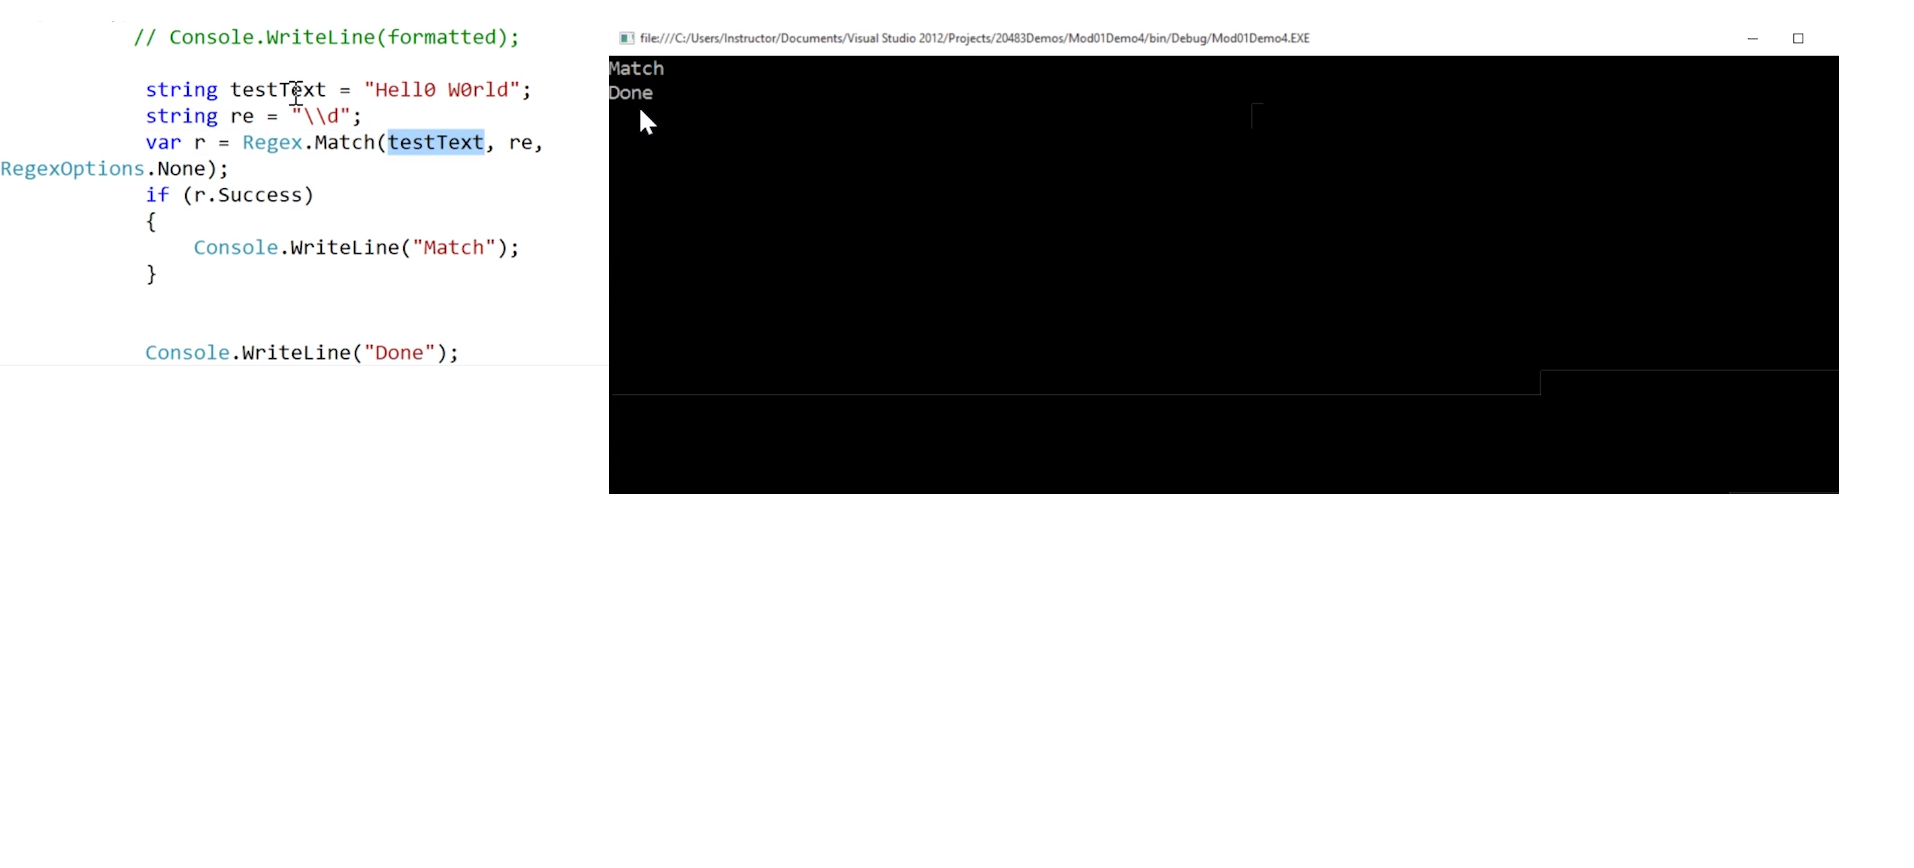 // Console.WriteLine(formatted);
string testText = "Hell0 W0rld";
string re = "\\d";
var r = Regex.Match(testText, re,
RegexOptions.None);
if (r.Success)
{
Console.WriteLine("Match");
}
Console.WriteLine("Done");
file:///C:/Users/Instructor/Documents/Visual Studio 2012/Projects/20483Demos/Mod01Demo4/bin/Debug/Mod01Demo4.EXE
Match
Done